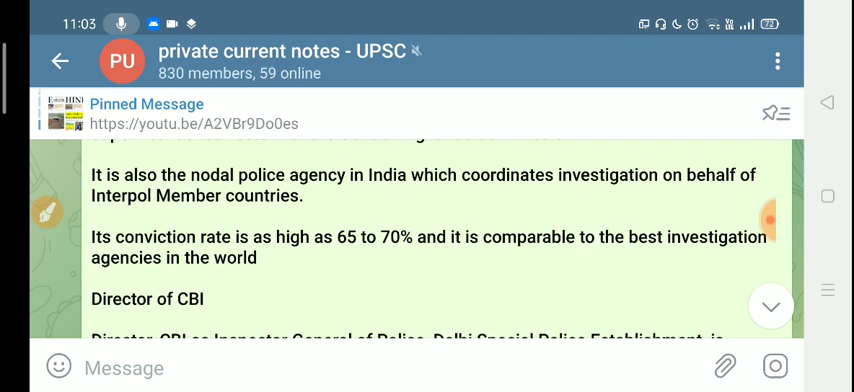 11:03
72
private current notes - UPSC
PU
830 members, 59 online
Pinned Message
https://youtu.be/A2VBr9Do0es
It is also the nodal police agency in India which coordinates investigation on behalf of
Interpol Member countries.
Its conviction rate is as high as 65 to 70% and it is comparable to the best investigation
agencies in the world
Director of CBI
Director, CBI as Inspector General of Police, Delhi Special Police Establishment, is
Message